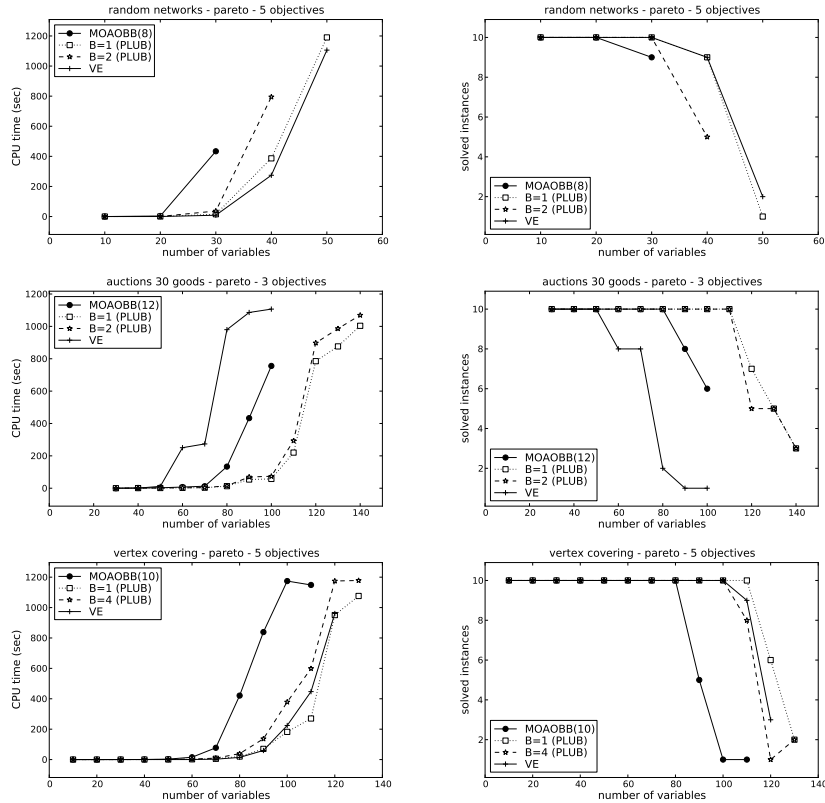 random networks - pareto - 5 objectives
CPU time (sec)
1200
1000
800
600
400
200
0
MOAOBB(8)
B=1 (PLUB)
B=2 (PLUB)
VE
0 10 20 30 40 50 60
number of variables
random networks - pareto - 5 objectives
solved instances
10
8
6
4
2
MOAOBB(8)
B=1 (PLUB)
B=2 (PLUB)
VE
0 10 20 30 40 50 60
number of variables
auctions 30 goods - pareto - 3 objectives
CPU time (sec)
1200
1000
800
600
400
200
0
MOAOBB(12)
B=1 (PLUB)
B=2 (PLUB)
VE
0 20 40 60 80 100 120 140
number of variables
auctions 30 goods - pareto - 3 objectives
solved instances
10
8
6
4
2
MOAOBB(12)
B=1 (PLUB)
B=2 (PLUB)
VE
0 20 40 60 80 100 120 140
number of variables
vertex covering - pareto - 5 objectives
CPU time (sec)
1200
1000
800
600
400
200
0
MOAOBB(10)
B=1 (PLUB)
B=4 (PLUB)
VE
0 20 40 60 80 100 120 140
number of variables
vertex covering - pareto - 5 objectives
solved instances
10
8
6
4
2
MOAOBB(10)
B=1 (PLUB)
B=4 (PLUB)
VE
0 20 40 60 80 100 120 140
number of variables